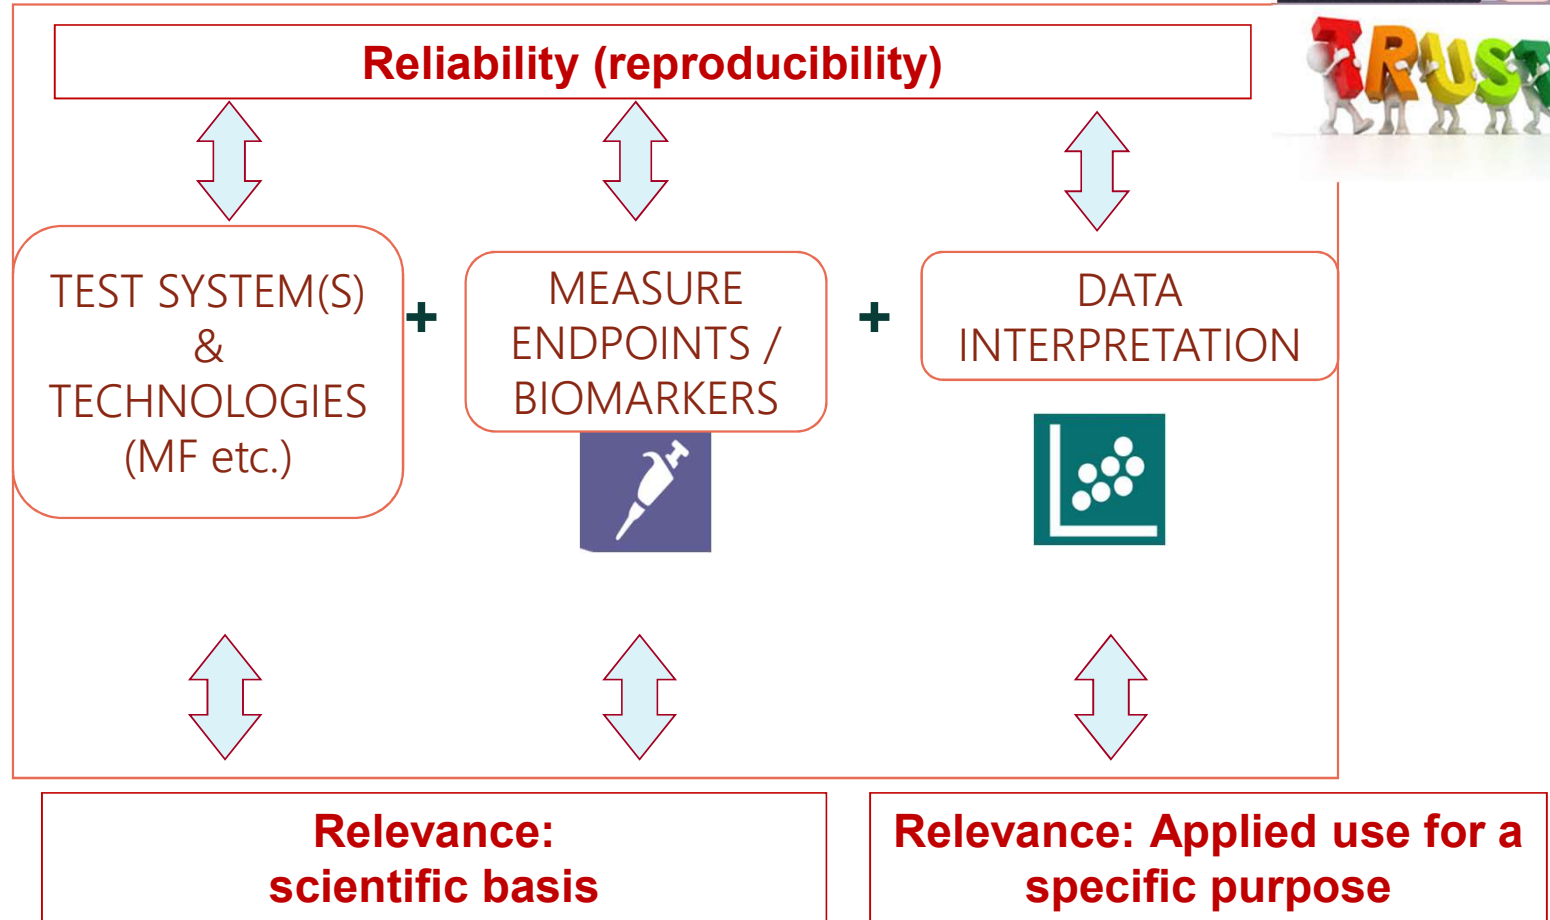 Reliability (reproducibility)
TRUST
TEST SYSTEM(S)
&
TECHNOLOGIES
(MF etc.)
+
MEASURE
ENDPOINTS /
BIOMARKERS
+
DATA
INTERPRETATION
Relevance:
scientific basis
Relevance: Applied use for a
specific purpose